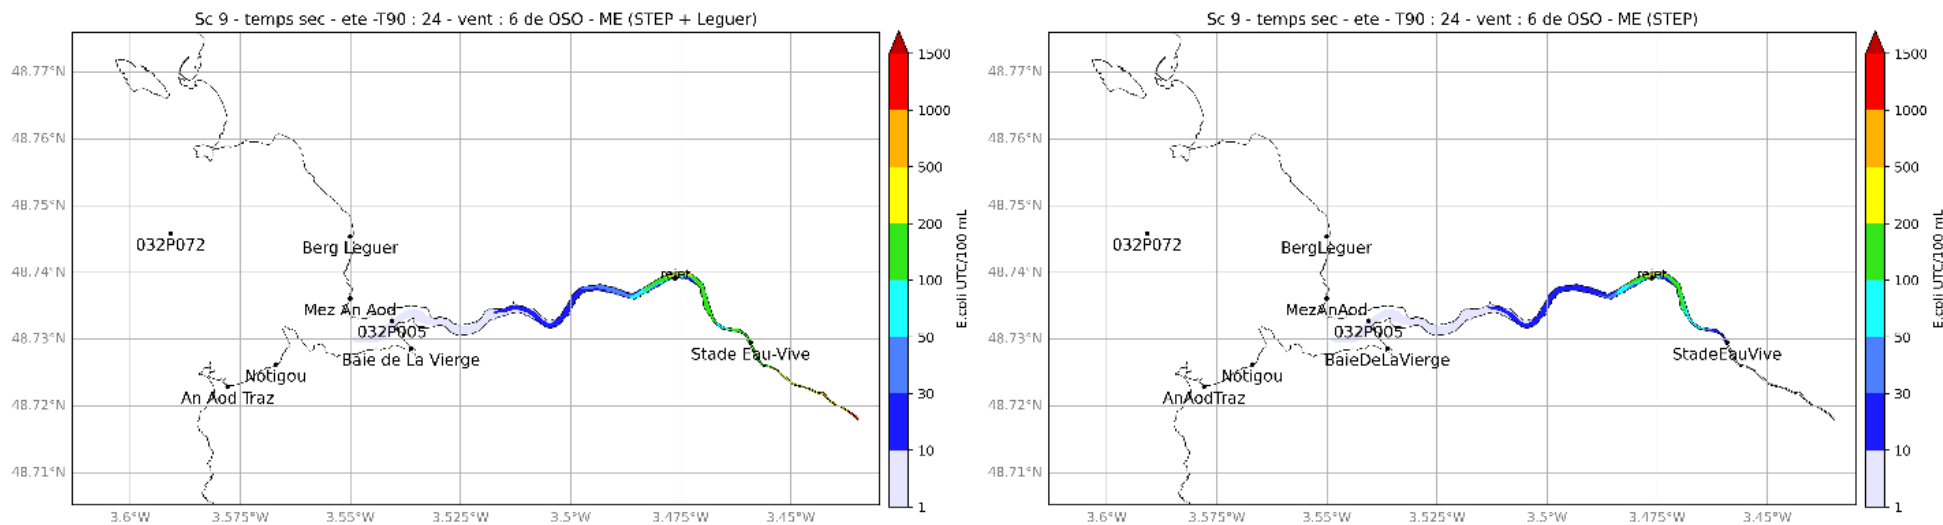 Sc 9 - temps sec - ete -T90 : 24 - vent : 6 de OSO - ME (STEP + Leguer)
48.77°N
48.76°N
48.75°N
48.74°N
48.73°N
48.72°N
48.71°N
3.6°W
3.575°W
3.55°W
3.525°W
3.5°W
3.475°W
3.45°W
032P072
Berg Leguer
rejet
Mez An Aod
032P005
Baie de La Vierge
Stade Eau-Vive
Notigou
An Aod Traz
1500
1000
500
200
100
50
30
10
1
E.coli UTC/100 mL
Sc 9 - temps sec - ete - T90 : 24 - vent : 6 de OSO - ME (STEP)
48.77°N
48.76°N
48.75°N
48.74°N
48.73°N
48.72°N
48.71°N
3.6°W
3.575°W
3.55°W
3.525°W
3.5°W
3.475°W
3.45°W
032P072
BergLeguer
rejet
MezAnAod
032P005
BaieDeLaVierge
StadeEauVive
Notigou
AnAodTraz
1500
1000
500
200
100
50
30
10
1
E.coli UTC/100 mL